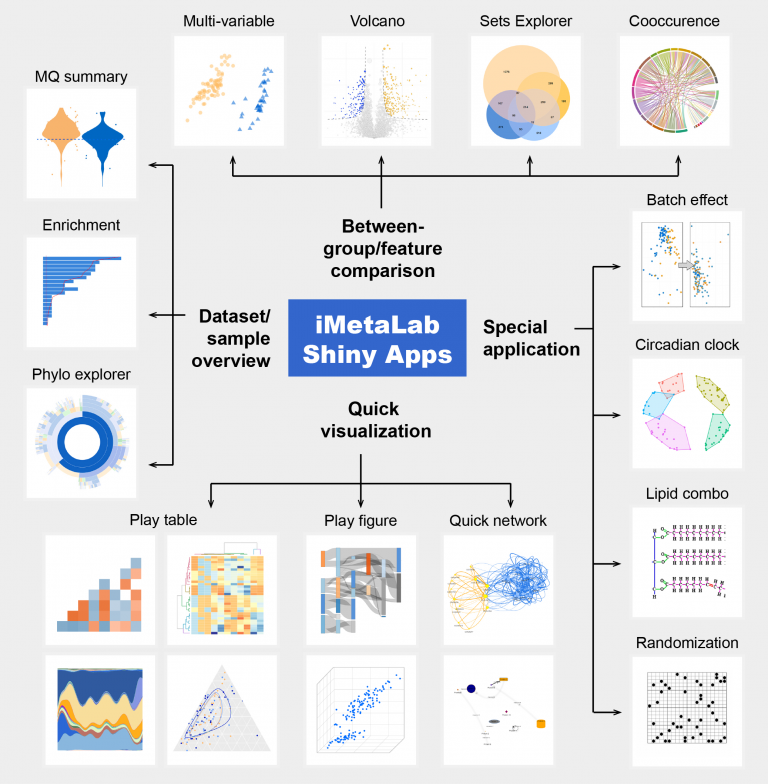 Multi-variable
Volcano
Sets Explorer
Cooccurence
MQ summary
Batch effect
Enrichment
Between-
group/feature
comparison
Dataset/
sample
overview
iMetaLab
Shiny Apps
Special
application
Circadian clock
Phylo explorer
Quick
visualization
Lipid combo
Play table
Play figure
Quick network
Randomization